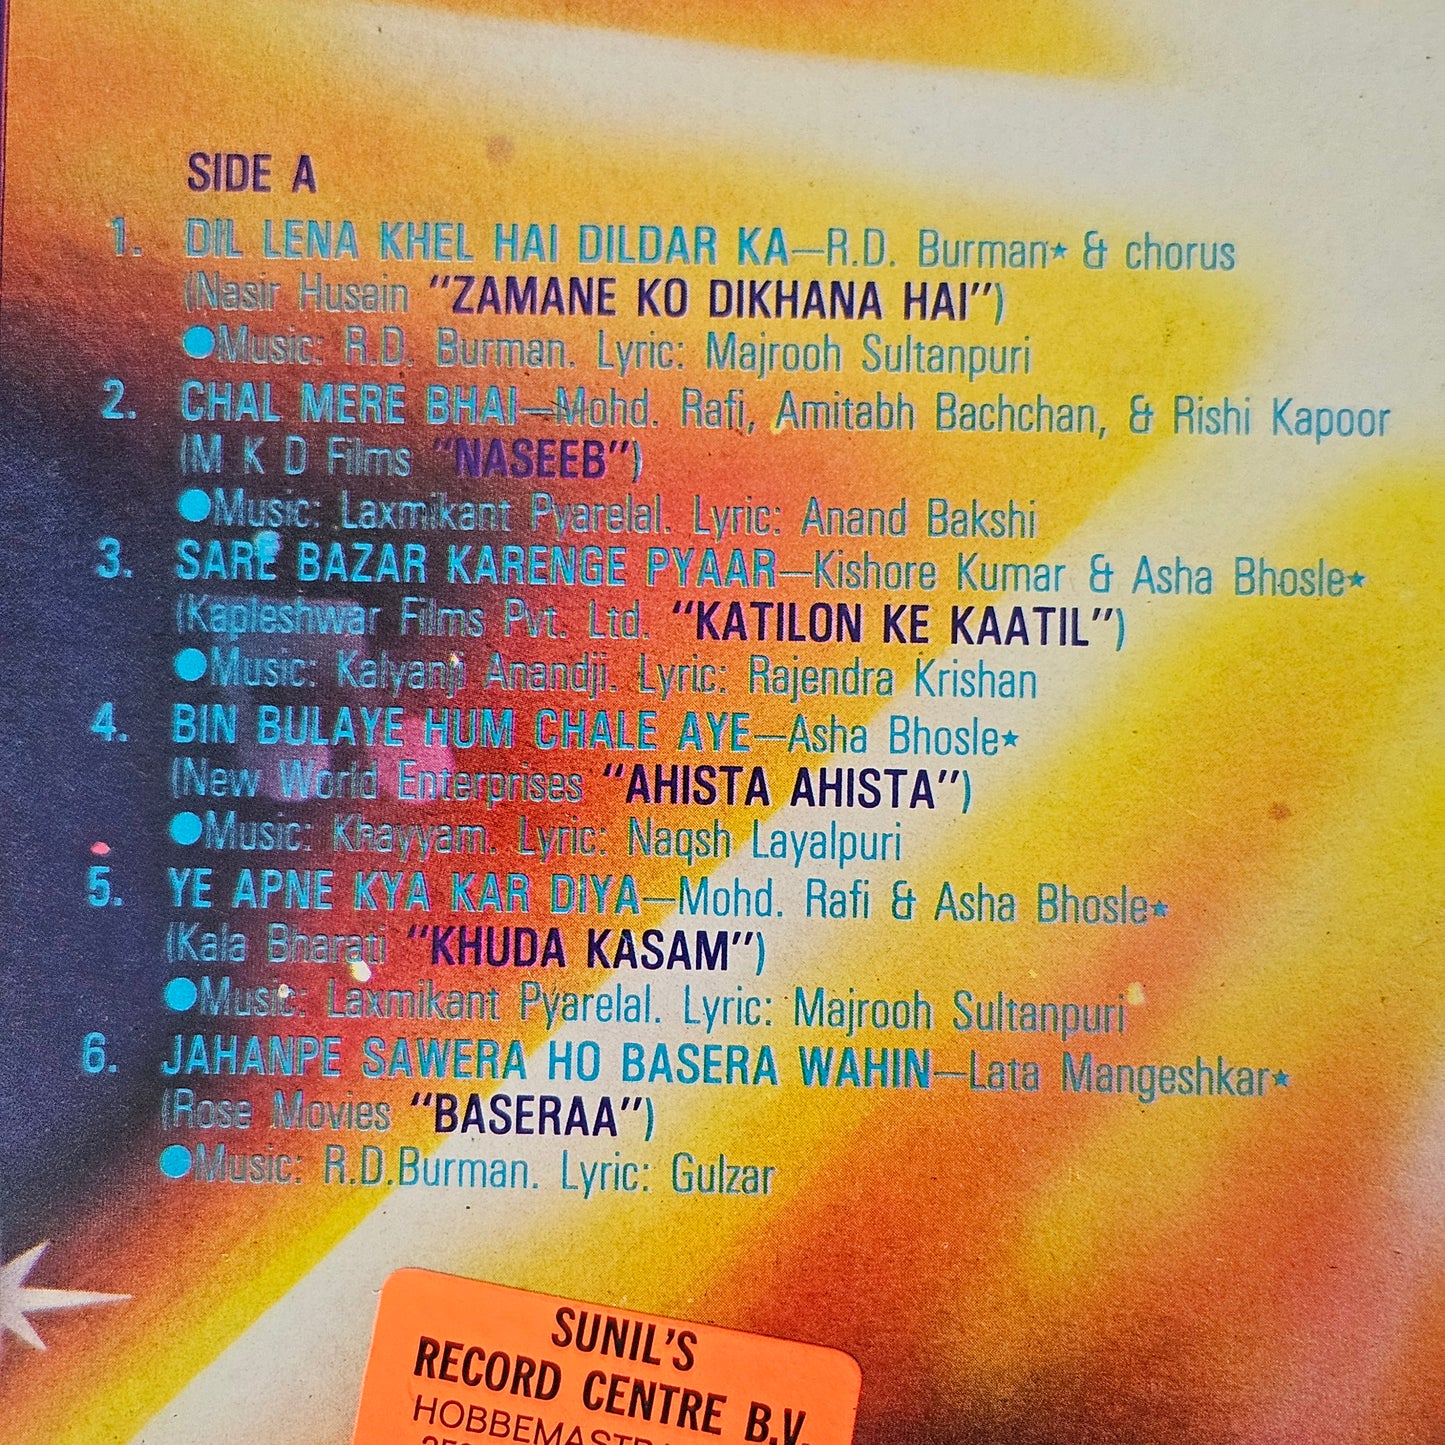 SIDE A
1. DIL LENA KHEL HAI DILDAR KA—R.D. Burman★ & chorus
(Nasir Husain "ZAMANE KO DIKHANA HAI")
●Music: R.D. Burman. Lyric: Majrooh Sultanpuri
2. CHAL MERE BHAI—Mohd. Rafi, Amitabh Bachchan, & Rishi Kapoor
(M K D Films "NASEEB")
●Music: Laxmikant Pyarelal. Lyric: Anand Bakshi
3. SARE BAZAR KARENGE PYAAR—Kishore Kumar & Asha Bhosle★
(Kapleshwar Films Pvt. Ltd. "KATILON KE KAATIL")
●Music: Kalyanji Anandji. Lyric: Rajendra Krishan
4. BIN BULAYE HUM CHALE AYE—Asha Bhosle★
(New World Enterprises "AHISTA AHISTA")
●Music: Khayyam. Lyric: Naqsh Layalpuri
5. YE APNE KYA KAR DIYA—Mohd. Rafi & Asha Bhosle★
(Kala Bharati "KHUDA KASAM")
●Music: Laxmikant Pyarelal. Lyric: Majrooh Sultanpuri
6. JAHANPE SAWERA HO BASERA WAHIN—Lata Mangeshkar★
(Rose Movies "BASERAA")
●Music: R.D.Burman. Lyric: Gulzar
SUNIL'S
RECORD CENTRE B.V.